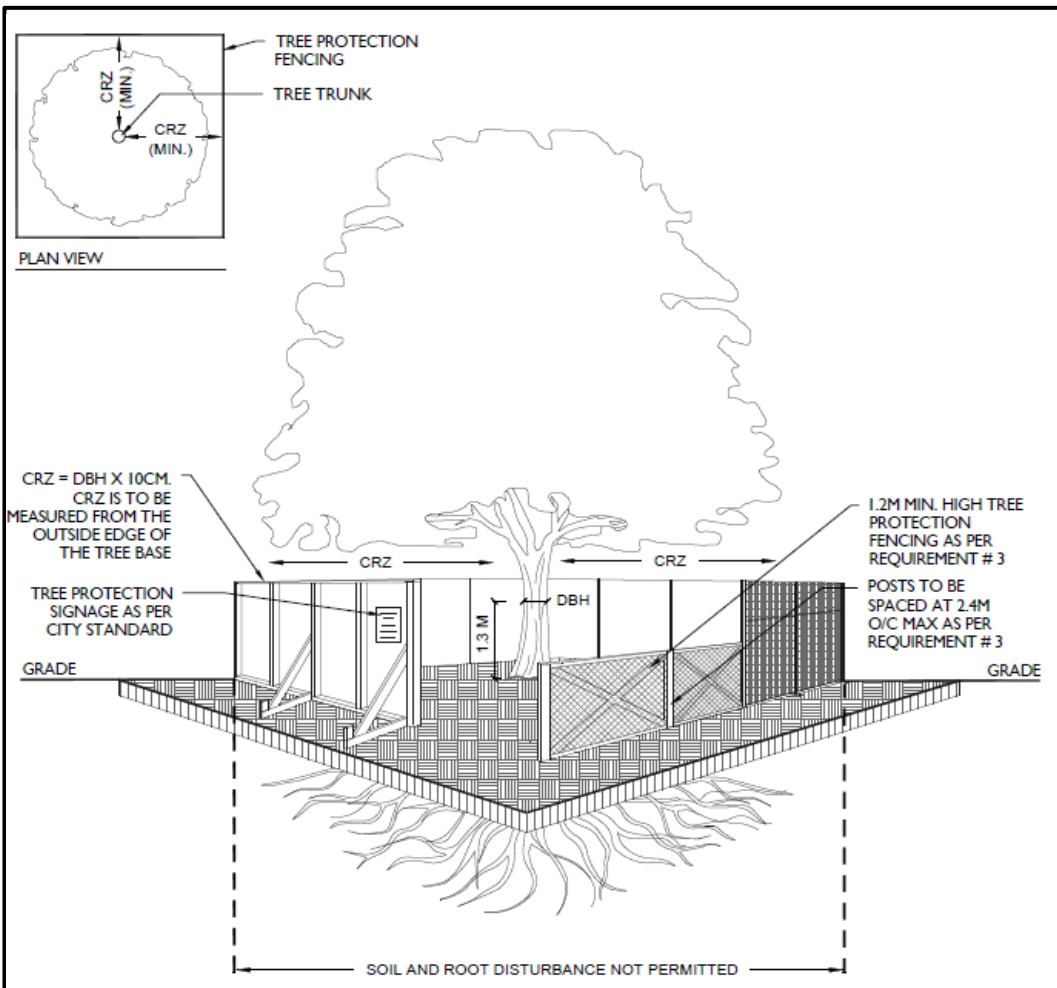 TREE PROTECTION
FENCING
TREE TRUNK
CRZ
(MIN.)
CRZ
(MIN.)
PLAN VIEW
CRZ = DBH X 10CM.
CRZ IS TO BE
MEASURED FROM THE
OUTSIDE EDGE OF
THE TREE BASE
TREE PROTECTION
SIGNAGE AS PER
CITY STANDARD
GRADE
CRZ
CRZ
DBH
1.3 M
1.2M MIN. HIGH TREE
PROTECTION
FENCING AS PER
REQUIREMENT # 3
POSTS TO BE
SPACED AT 2.4M
O/C MAX AS PER
REQUIREMENT # 3
GRADE
SOIL AND ROOT DISTURBANCE NOT PERMITTED